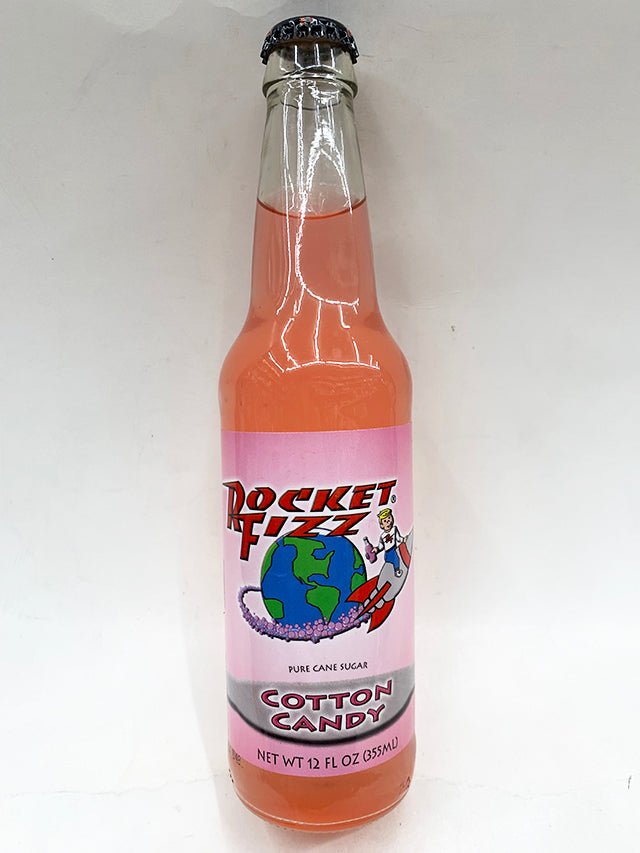 ROCKET
FIZZ®
PURE CANE SUGAR
COTTON
CANDY
NET WT 12 FL OZ (355ML)